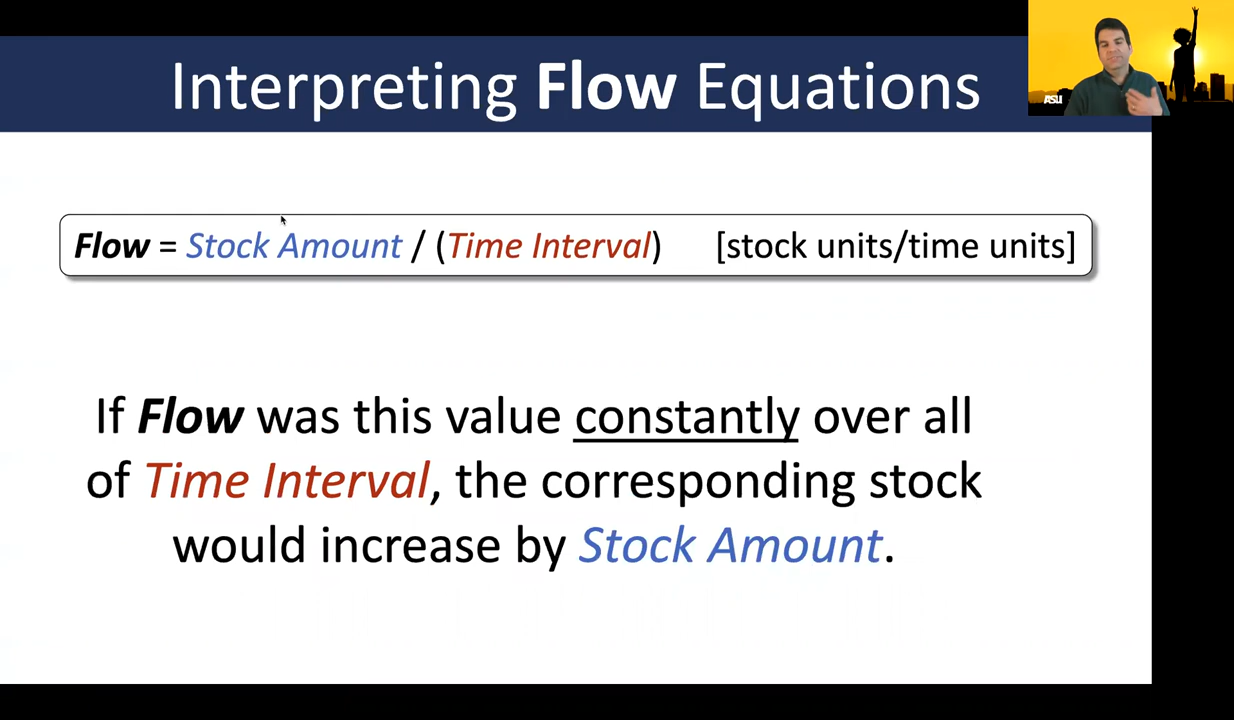 Interpreting Flow Equations
ASU
Flow = Stock Amount / (Time Interval) [stock units/time units]
If Flow was this value constantly over all
of Time Interval, the corresponding stock
would increase by Stock Amount.